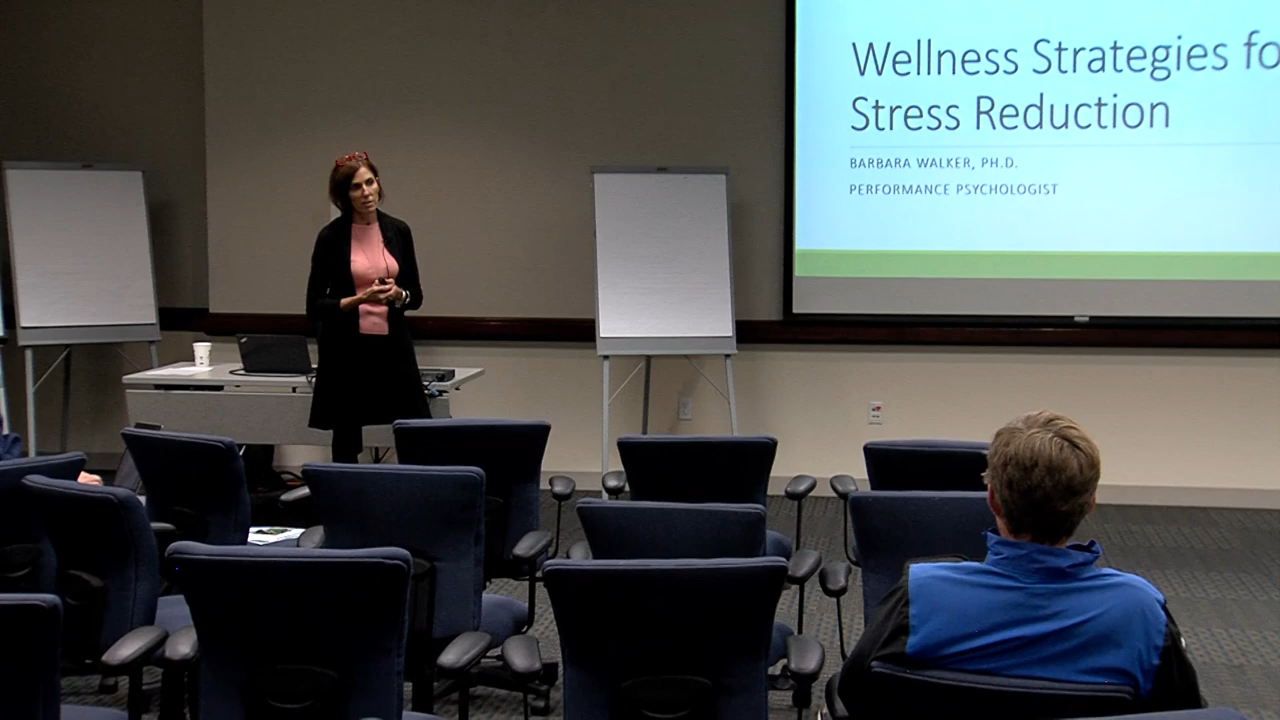 Wellness Strategies fo
Stress Reduction
BARBARA WALKER, PH.D.
PERFORMANCE PSYCHOLOGIST